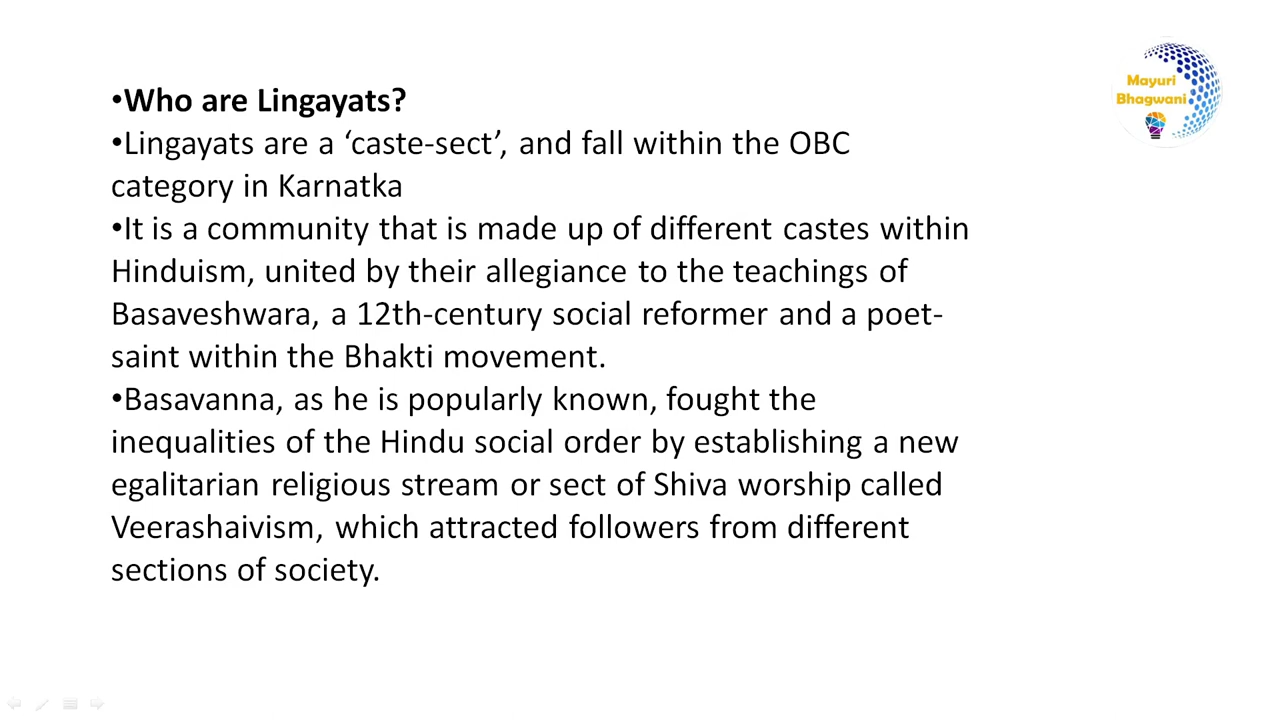 •Who are Lingayats?
•Lingayats are a ‘caste-sect’, and fall within the OBC
category in Karnatka
•It is a community that is made up of different castes within
Hinduism, united by their allegiance to the teachings of
Basaveshwara, a 12th-century social reformer and a poet-
saint within the Bhakti movement.
•Basavanna, as he is popularly known, fought the
inequalities of the Hindu social order by establishing a new
egalitarian religious stream or sect of Shiva worship called
Veerashaivism, which attracted followers from different
sections of society.
Mayuri
Bhagwani